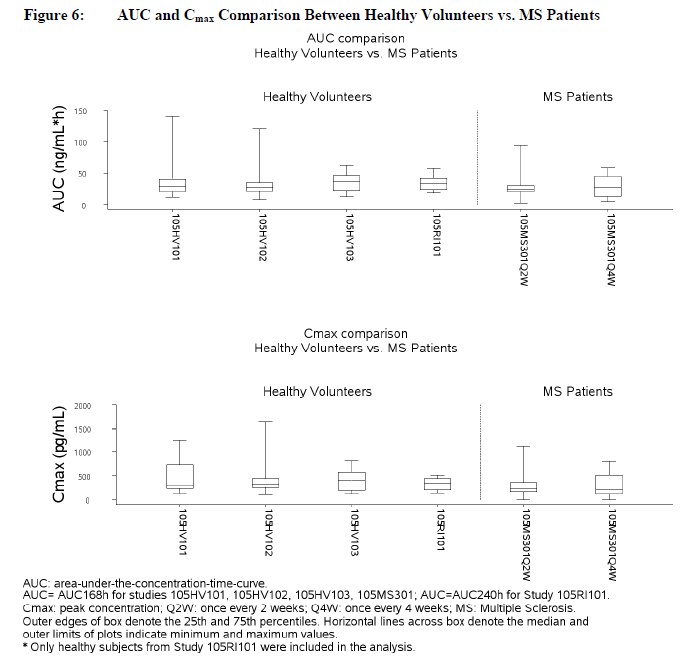 Figure 6: AUC and Cmax Comparison Between Healthy Volunteers vs. MS Patients
AUC comparison
Healthy Volunteers vs. MS Patients
Healthy Volunteers
MS Patients
AUC (ng/mL*h)
150
100
50
0
105HV101
105HV102
105HV103
105RI101
105MS301Q2W
105MS301Q4W
Cmax comparison
Healthy Volunteers vs. MS Patients
Healthy Volunteers
MS Patients
Cmax (pg/mL)
2000
1500
1000
500
0
105HV101
105HV102
105HV103
105RI101
105MS301Q2W
105MS301Q4W
AUC: area-under-the-concentration-time-curve.
AUC= AUC168h for studies 105HV101, 105HV102, 105HV103, 105MS301; AUC=AUC240h for Study 105RI101.
Cmax: peak concentration; Q2W: once every 2 weeks; Q4W: once every 4 weeks; MS: Multiple Sclerosis.
Outer edges of box denote the 25th and 75th percentiles. Horizontal lines across box denote the median and
outer limits of plots indicate minimum and maximum values.
* Only healthy subjects from Study 105RI101 were included in the analysis.